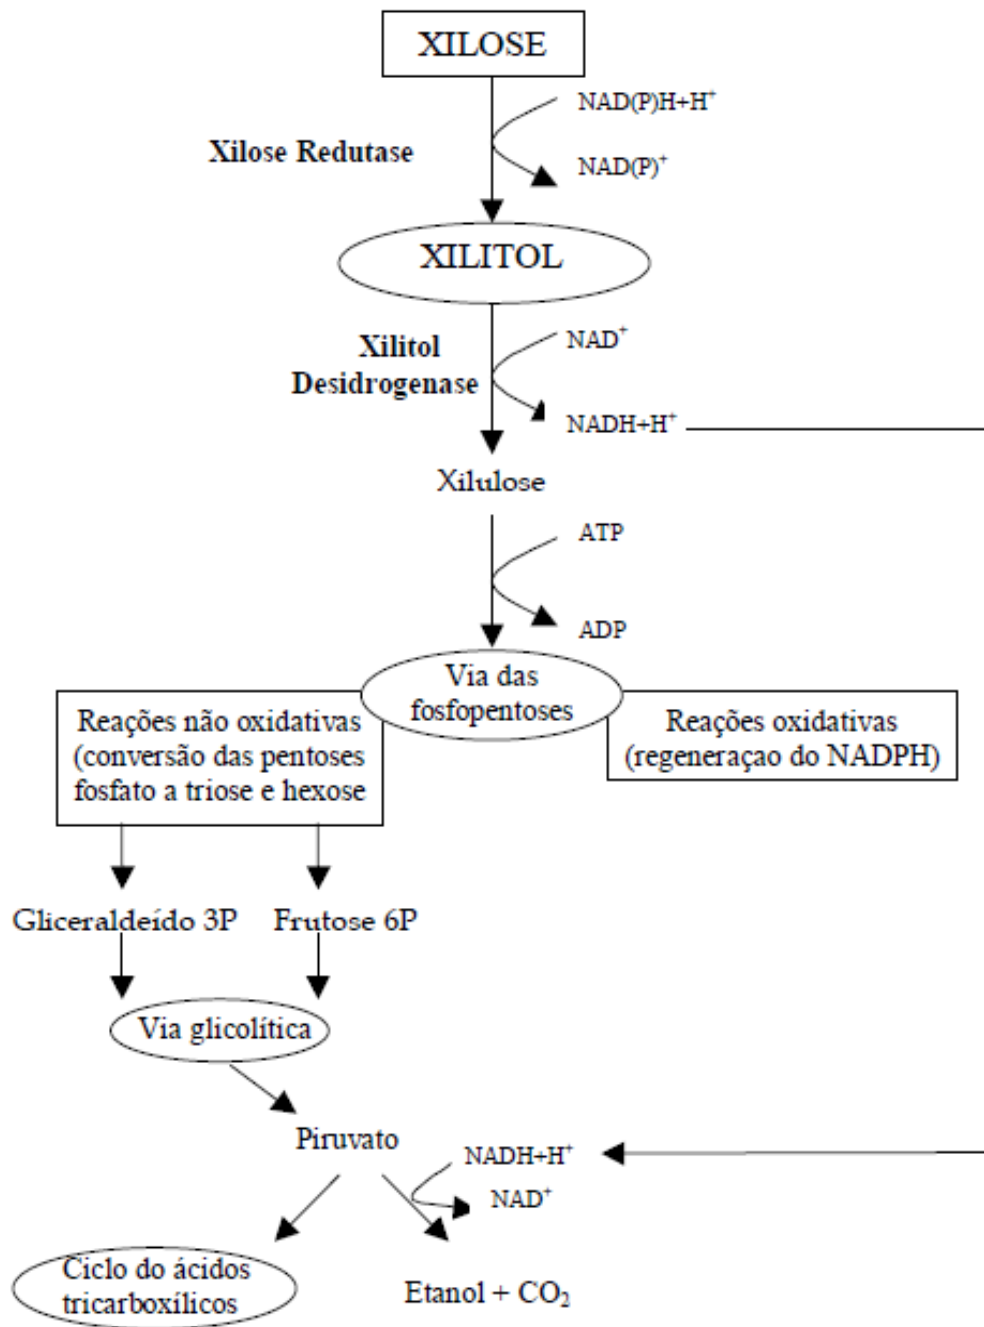 XILOSE
NAD(P)H+H⁺
Xilose Redutase
NAD(P)⁺
XILITOL
NAD⁺
Xilitol
Desidrogenase
NADH+H⁺
Xilulose
ATP
ADP
Via das
fosfopentoses
Reações não oxidativas
(conversão das pentoses
fosfato a triose e hexose
Reações oxidativas
(regeneraçao do NADPH)
Gliceraldeído 3P
Frutose 6P
Via glicolítica
Piruvato
NADH+H⁺
NAD⁺
Ciclo do ácidos
tricarboxílicos
Etanol + CO₂